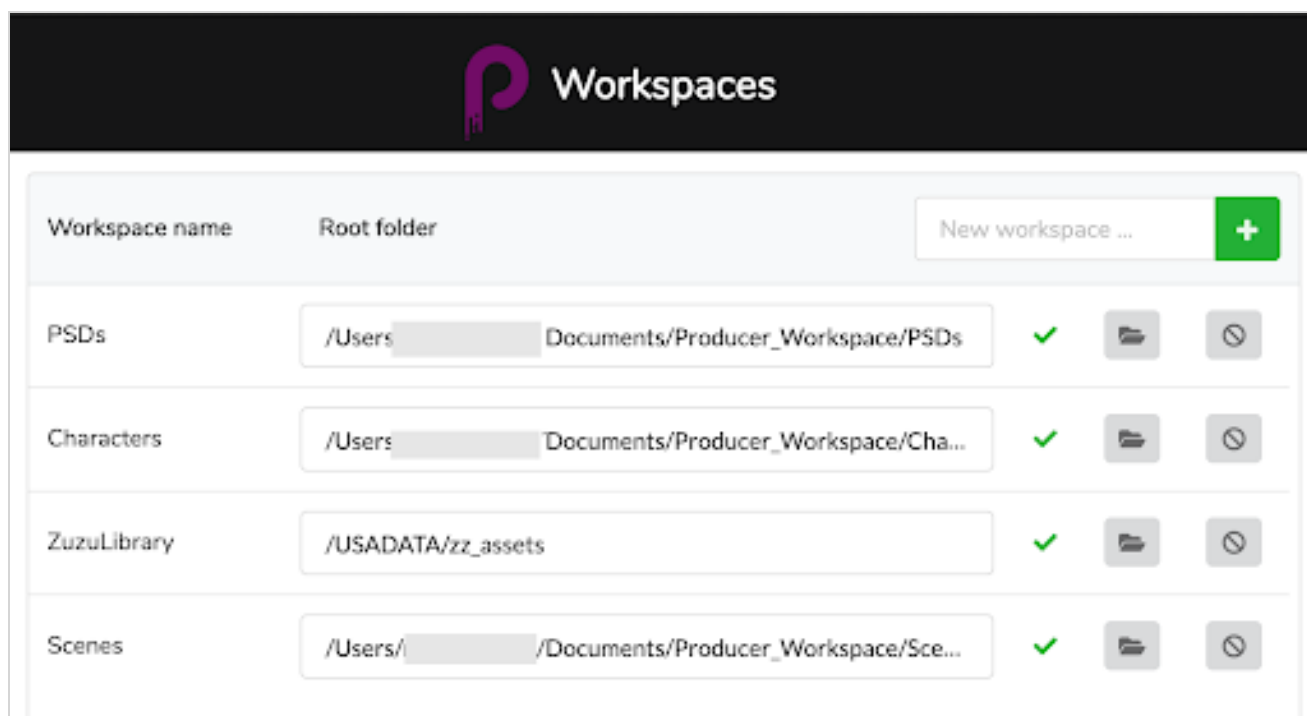 Workspaces
Workspace name Root folder New workspace ...
PSDs /Users Documents/Producer_Workspace/PSDs
Characters /Users Documents/Producer_Workspace/Cha...
ZuzuLibrary /USADATA/zz_assets
Scenes /Users/ /Documents/Producer_Workspace/Sce...